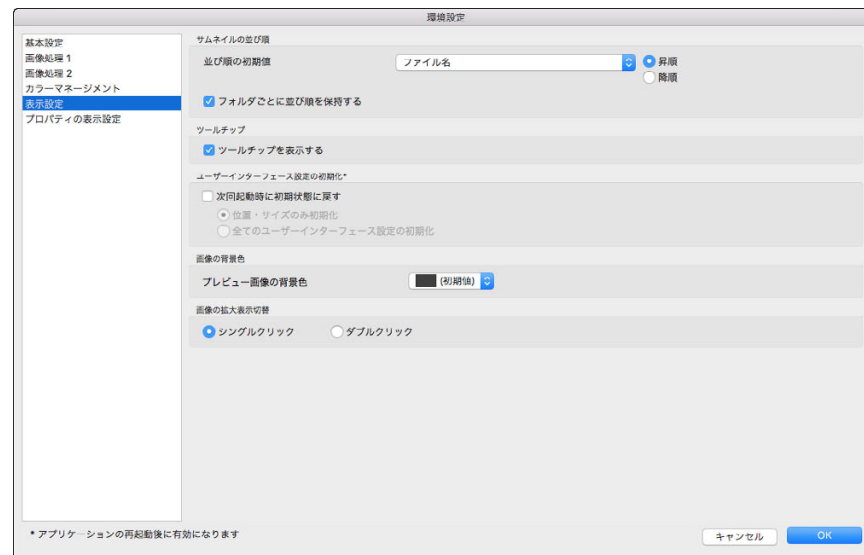 環境設定
基本設定
画像処理 1
画像処理 2
カラーマネージメント
表示設定
プロパティの表示設定
サムネイルの並び順
並び順の初期値 ファイル名 昇順
降順
フォルダごとに並び順を保持する
ツールチップ
ツールチップを表示する
ユーザーインターフェース設定の初期化*
次回起動時に初期状態に戻す
位置・サイズのみ初期化
全てのユーザーインターフェース設定の初期化
画像の背景色
プレビュー画像の背景色 (初期値)
画像の拡大表示切替
シングルクリック ダブルクリック
* アプリケーションの再起動後に有効になります
キャンセル OK